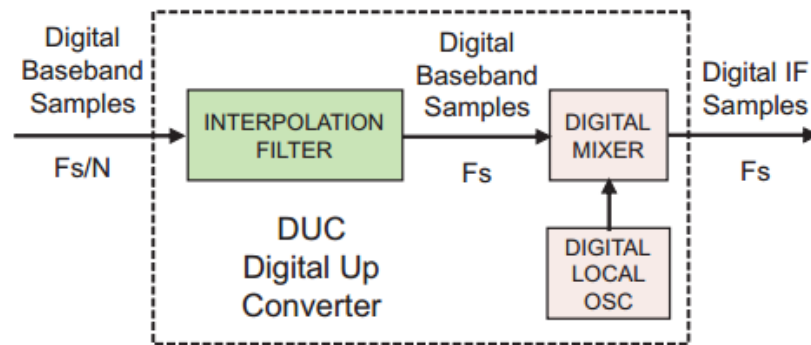 Digital
Baseband
Samples
Fs/N
INTERPOLATION
FILTER
Digital
Baseband
Samples
Fs
DIGITAL
MIXER
Digital IF
Samples
Fs
DUC
Digital Up
Converter
DIGITAL
LOCAL
OSC